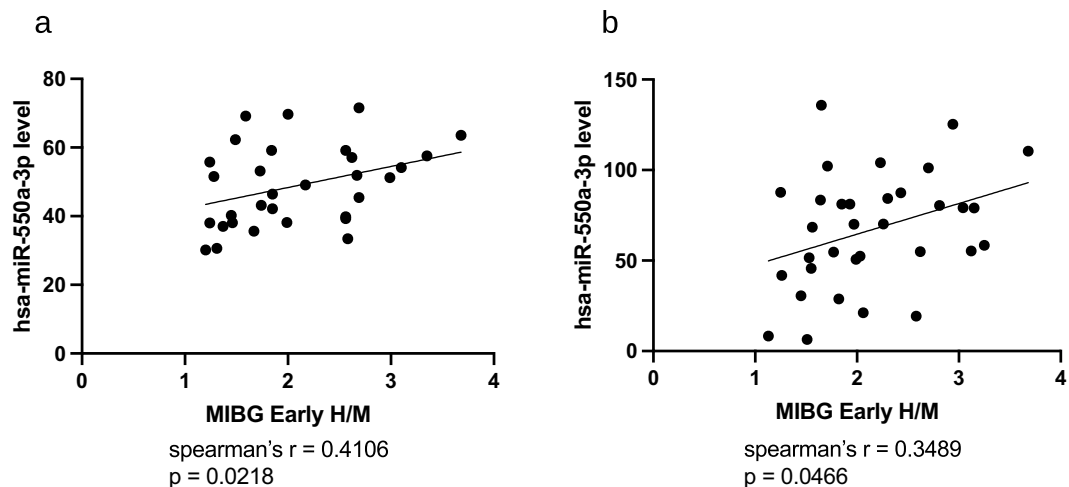 a
hsa-miR-550a-3p level
80
60
40
20
0
0 1 2 3 4
MIBG Early H/M
spearman’s r = 0.4106
p = 0.0218
b
hsa-miR-550a-3p level
150
100
50
0
0 1 2 3 4
MIBG Early H/M
spearman’s r = 0.3489
p = 0.0466